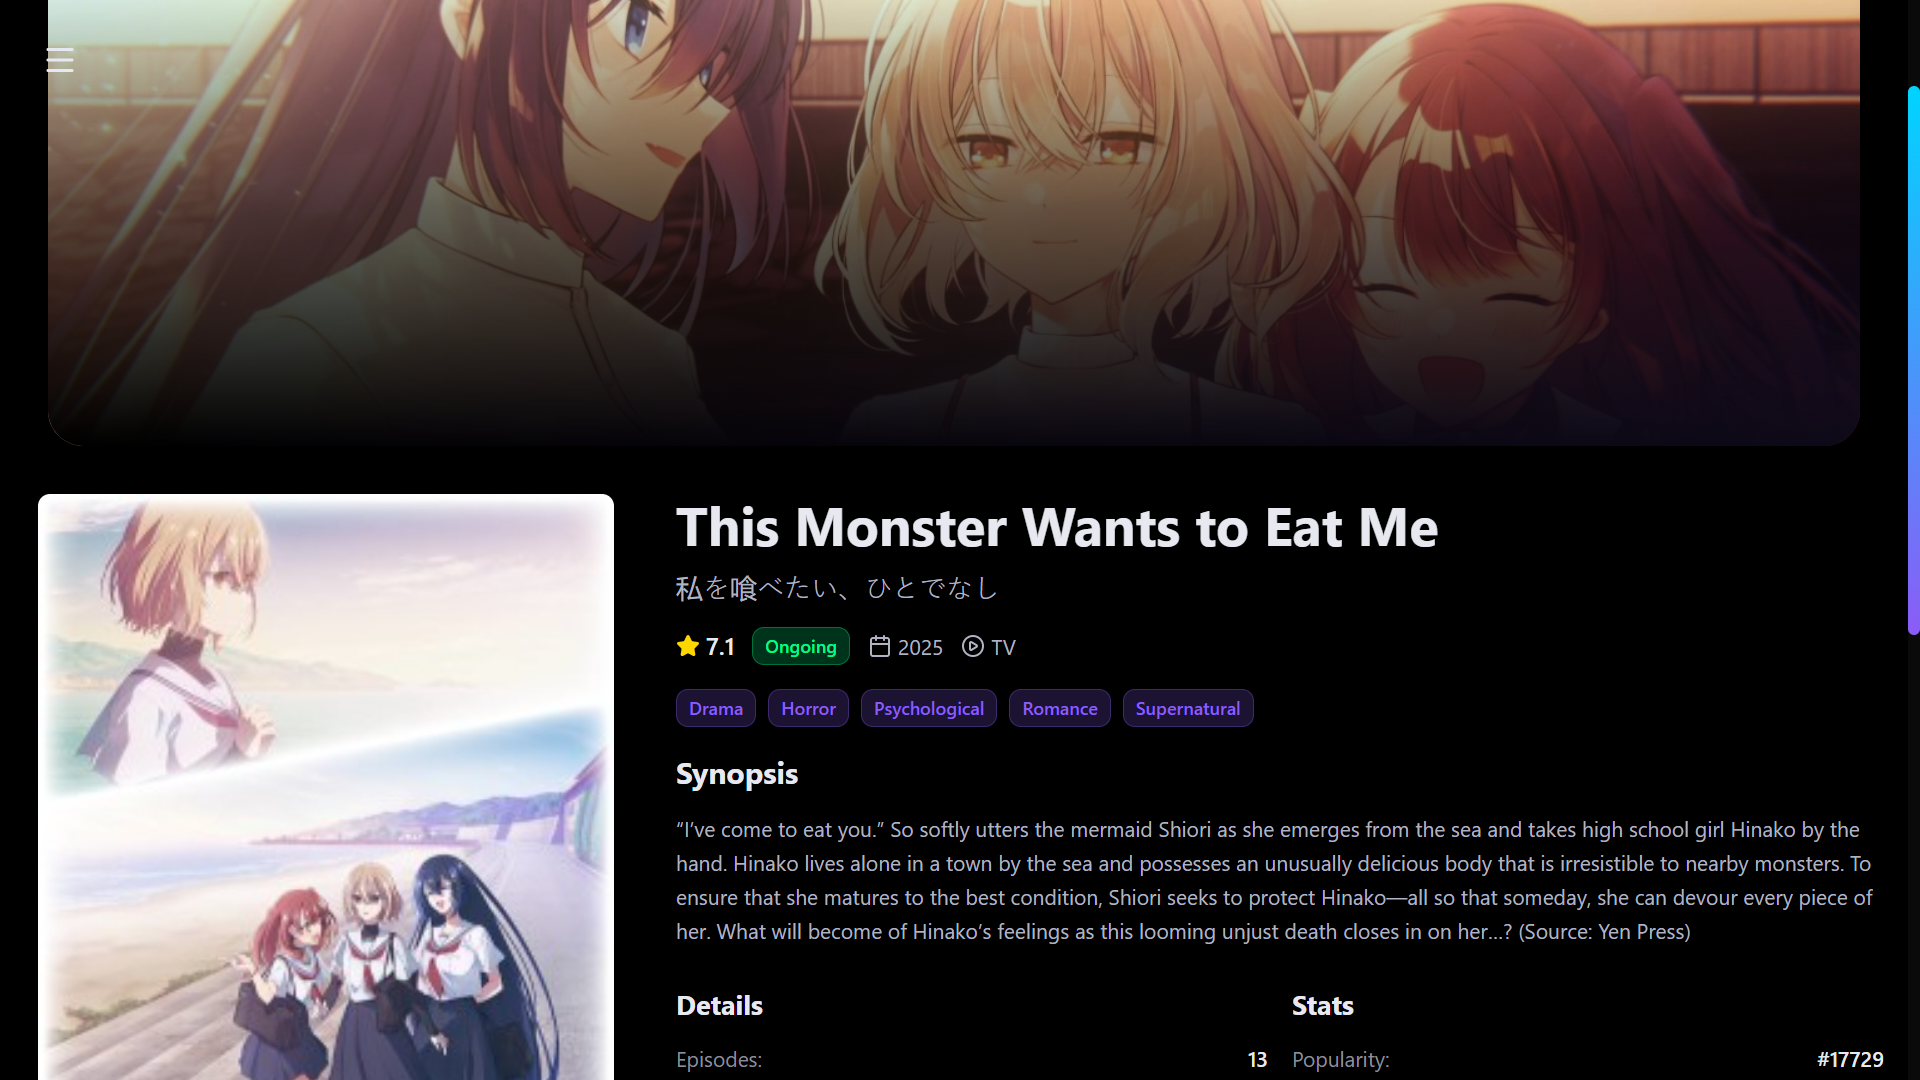 This Monster Wants to Eat Me
私を喰べたい、ひとでなし
7.1 Ongoing 2025 TV
Drama Horror Psychological Romance Supernatural
Synopsis
“I’ve come to eat you.” So softly utters the mermaid Shiori as she emerges from the sea and takes high school girl Hinako by the
hand. Hinako lives alone in a town by the sea and possesses an unusually delicious body that is irresistible to nearby monsters. To
ensure that she matures to the best condition, Shiori seeks to protect Hinako—all so that someday, she can devour every piece of
her. What will become of Hinako’s feelings as this looming unjust death closes in on her…? (Source: Yen Press)
Details
Episodes: 13
Stats
Popularity: #17729